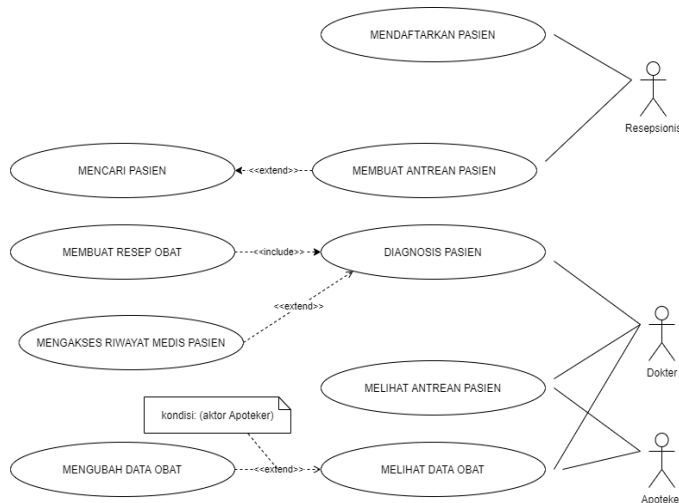 MENDAFTARKAN PASIEN
Resepsionis
MENCARI PASIEN
<<extend>>
MEMBUAT ANTREAN PASIEN
MEMBUAT RESEP OBAT
<<include>>
DIAGNOSIS PASIEN
<<extend>>
MENGAKSES RIWAYAT MEDIS PASIEN
Dokter
MELIHAT ANTREAN PASIEN
kondisi: (aktor Apoteker)
MENGUBAH DATA OBAT
<<extend>>
MELIHAT DATA OBAT
Apoteker